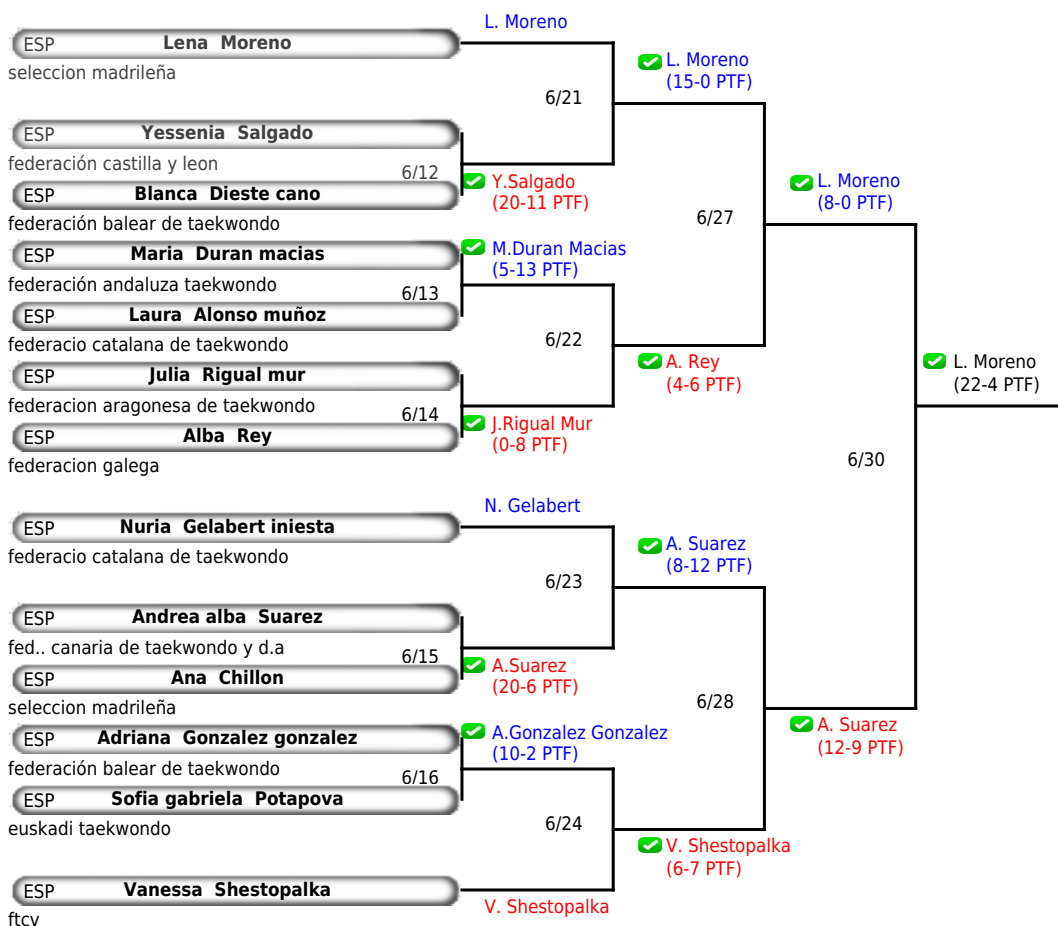 L. Moreno
ESP Lena Moreno
seleccion madrileña
L. Moreno
(15-0 PTF)
6/21
ESP Yessenia Salgado
federación castilla y leon
6/12
Y.Salgado
(20-11 PTF)
ESP Blanca Dieste cano
federación balear de taekwondo
L. Moreno
(8-0 PTF)
6/27
ESP Maria Duran macias
federación andaluza taekwondo
6/13
M.Duran Macias
(5-13 PTF)
ESP Laura Alonso muñoz
federacio catalana de taekwondo
6/22
A. Rey
(4-6 PTF)
L. Moreno
(22-4 PTF)
ESP Julia Rigual mur
federacion aragonesa de taekwondo
6/14
J.Rigual Mur
(0-8 PTF)
ESP Alba Rey
federacion galega
6/30
N. Gelabert
ESP Nuria Gelabert iniesta
federacio catalana de taekwondo
A. Suarez
(8-12 PTF)
6/23
ESP Andrea alba Suarez
fed.. canaria de taekwondo y d.a
6/15
A.Suarez
(20-6 PTF)
ESP Ana Chillon
seleccion madrileña
6/28
A. Suarez
(12-9 PTF)
ESP Adriana Gonzalez gonzalez
federación balear de taekwondo
6/16
A.Gonzalez Gonzalez
(10-2 PTF)
ESP Sofia gabriela Potapova
euskadi taekwondo
6/24
V. Shestopalka
(6-7 PTF)
ESP Vanessa Shestopalka
ftcv
V. Shestopalka